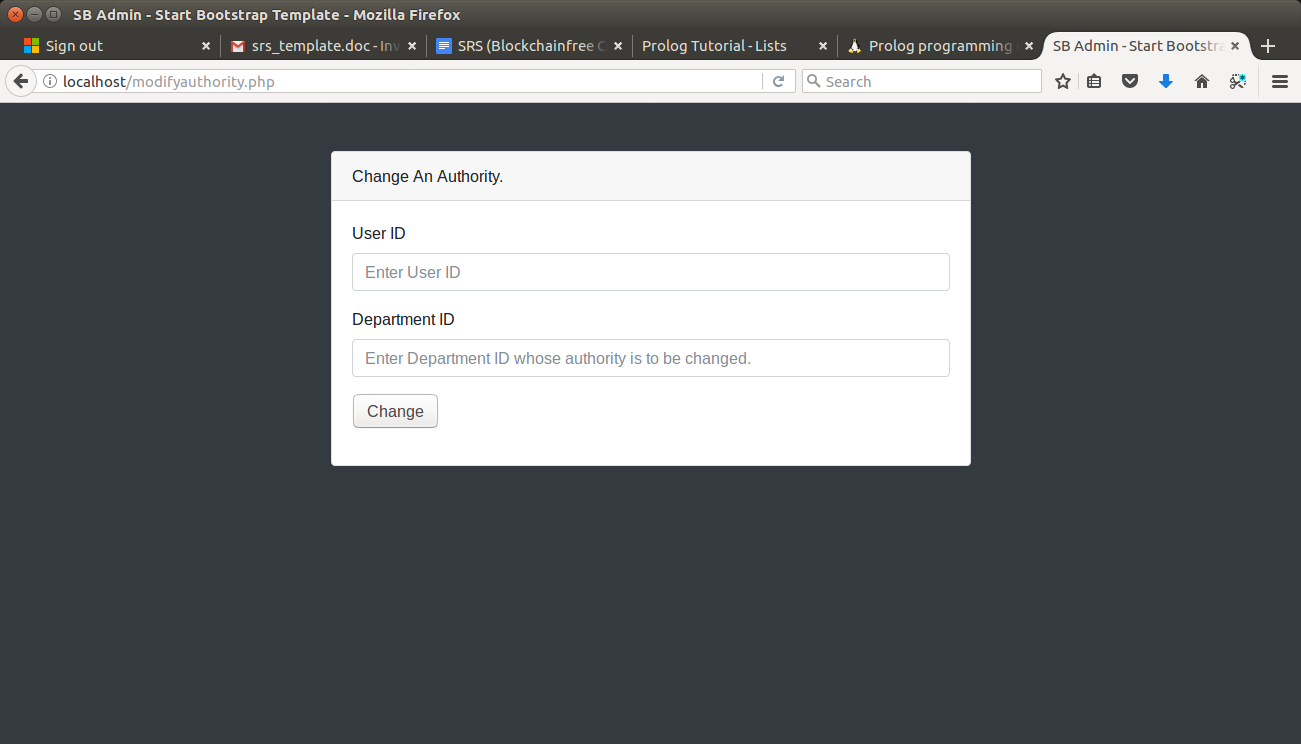 SB Admin - Start Bootstrap Template - Mozilla Firefox
Sign out
srs_template.doc - Inv
SRS (Blockchainfree C
Prolog Tutorial - Lists
Prolog programming
SB Admin - Start Bootstra
localhost/modifyauthority.php
Search
Change An Authority.
User ID
Enter User ID
Department ID
Enter Department ID whose authority is to be changed.
Change